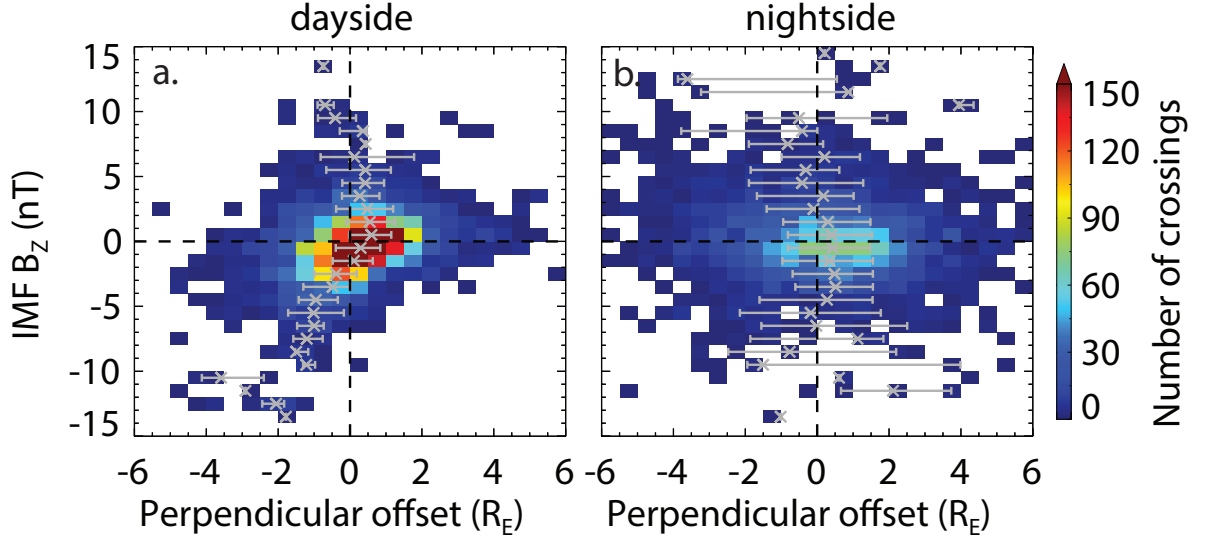 dayside
nightside
a.
b.
15
10
5
0
-5
-10
-15
IMF B_Z (nT)
-6 -4 -2 0 2 4 6
-6 -4 -2 0 2 4 6
Perpendicular offset (R_E)
Perpendicular offset (R_E)
150
120
90
60
30
0
Number of crossings